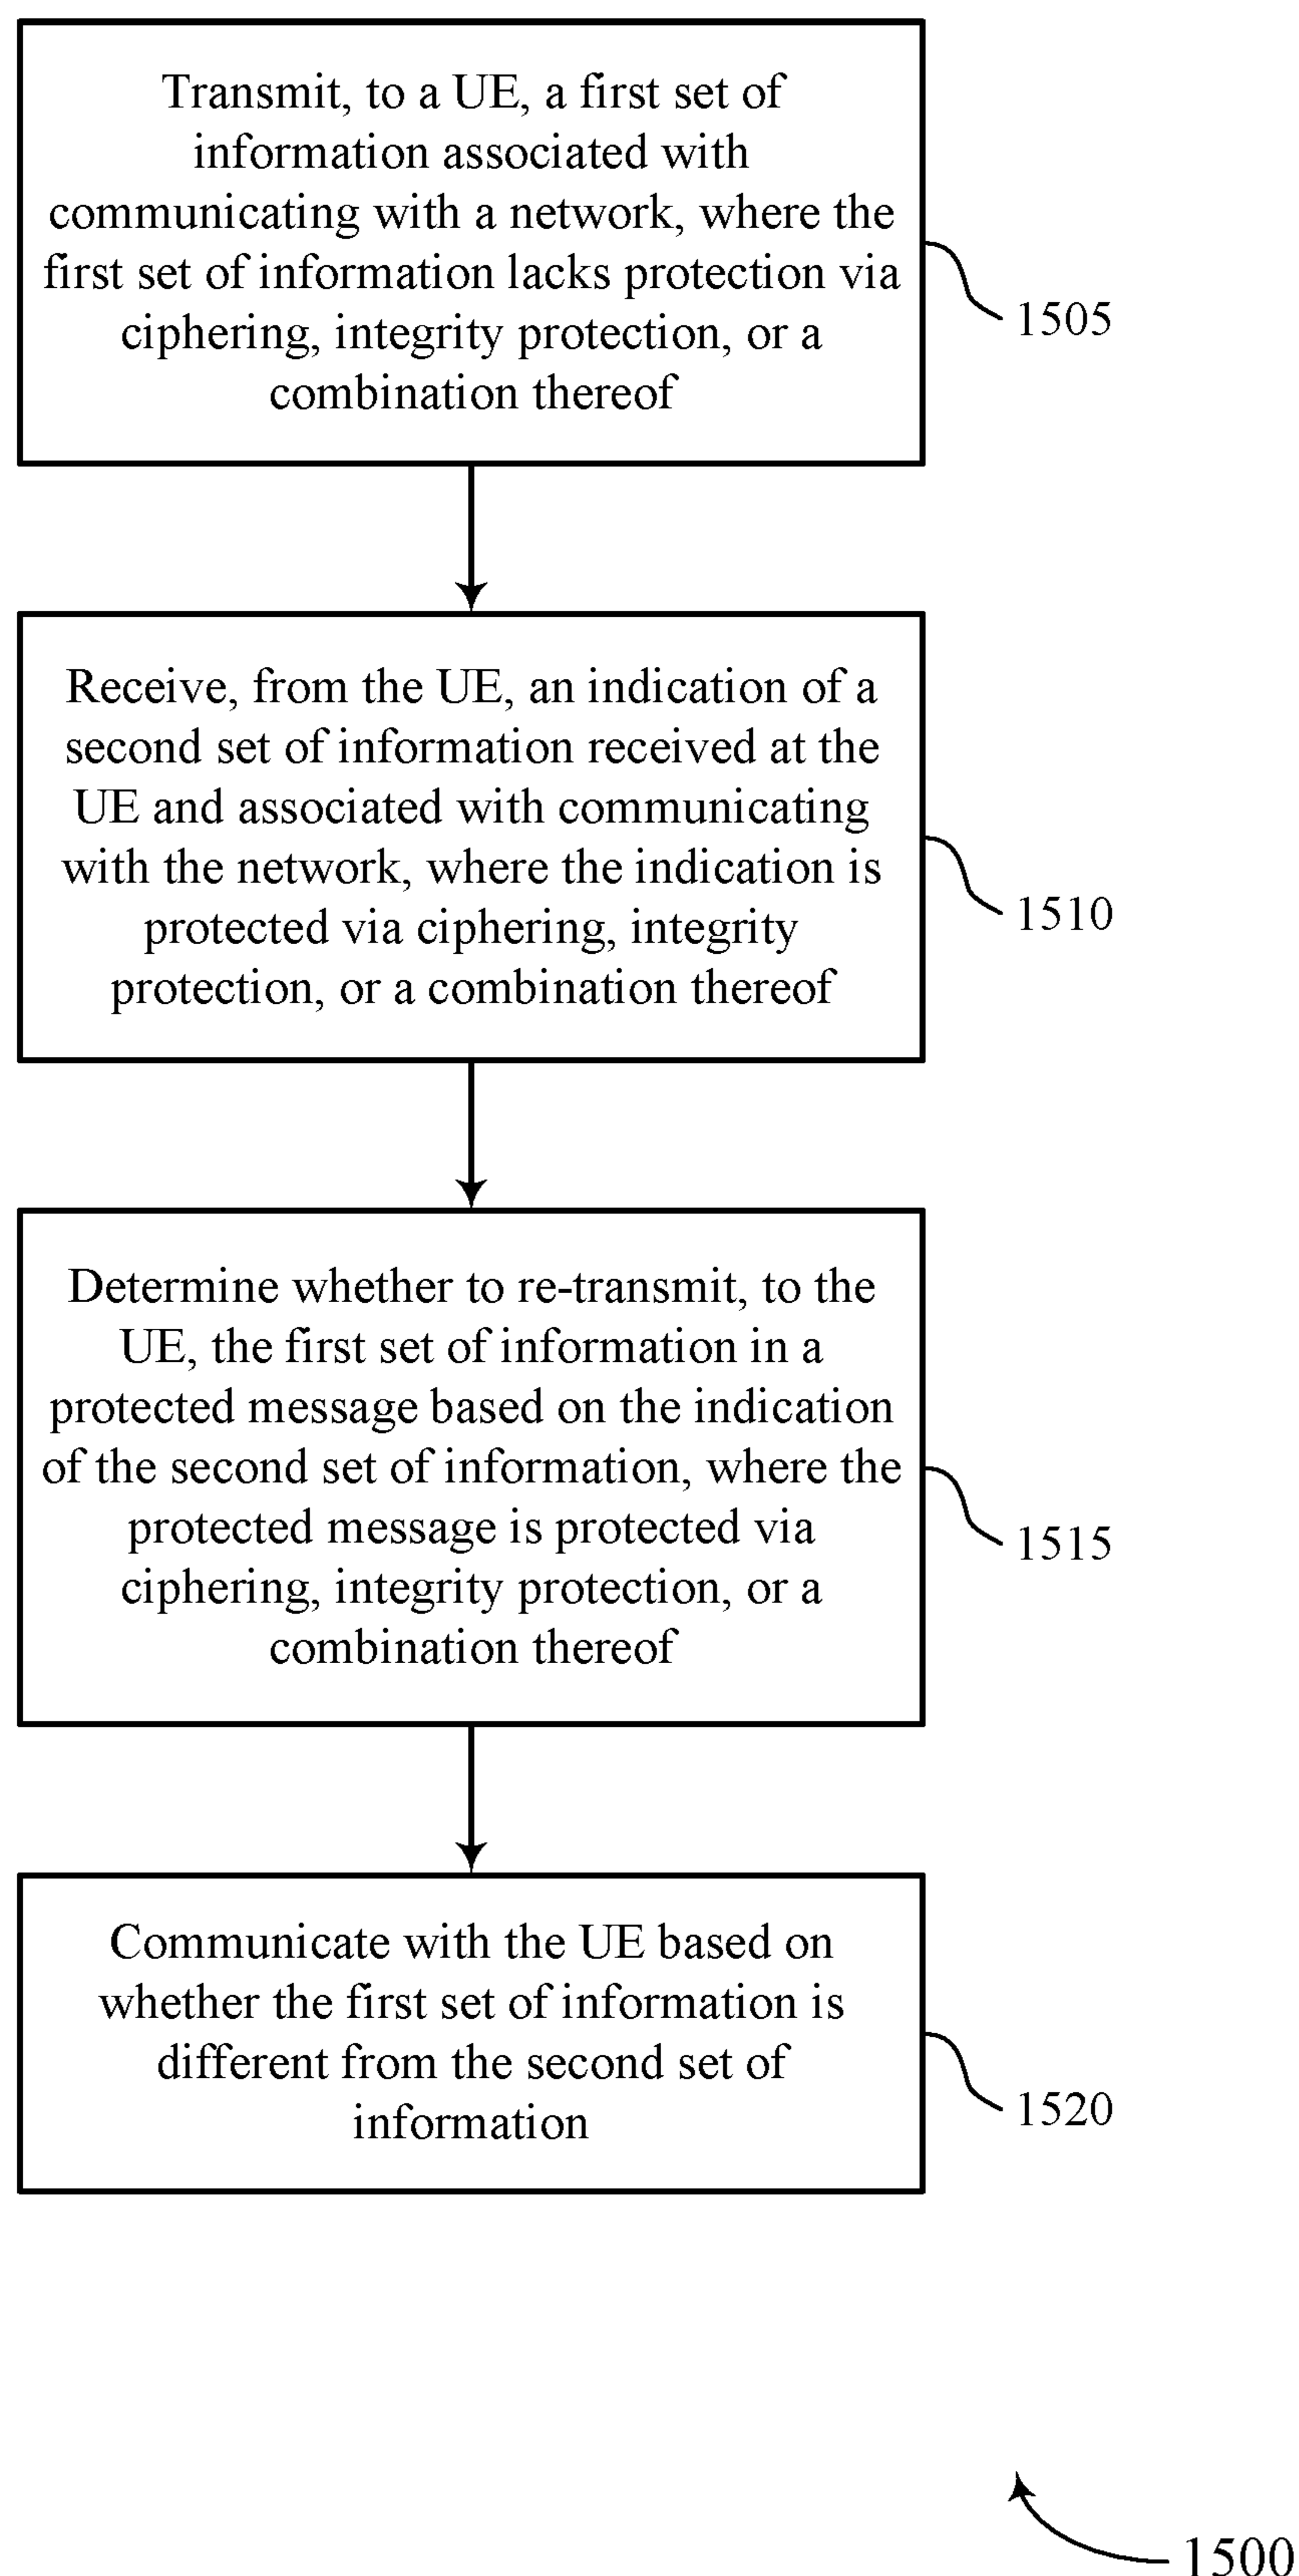 Transmit, to a UE, a first set of
information associated with
communicating with a network, where the
first set of information lacks protection via
ciphering, integrity protection, or a
combination thereof
1505
Receive, from the UE, an indication of a
second set of information received at the
UE and associated with communicating
with the network, where the indication is
protected via ciphering, integrity
protection, or a combination thereof
1510
Determine whether to re-transmit, to the
UE, the first set of information in a
protected message based on the indication
of the second set of information, where the
protected message is protected via
ciphering, integrity protection, or a
combination thereof
1515
Communicate with the UE based on
whether the first set of information is
different from the second set of
information
1520
1500